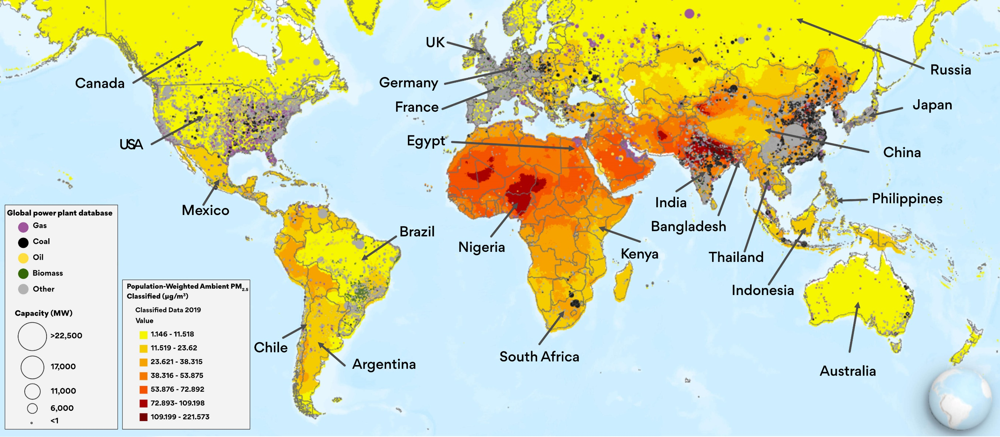 UK
Russia
Canada
Germany
Japan
France
Egypt
USA
China
Philippines
India
Mexico
Bangladesh
Brazil
Nigeria
Kenya
Thailand
Indonesia
Chile
South Africa
Argentina
Australia
Global power plant database
Gas
Coal
Oil
Biomass
Other
Capacity (MW)
>22,500
17,000
11,000
6,000
<1
Population-Weighted Ambient PM2.5
Classified (µg/m³)
Classified Data 2019
Value
1.146 - 11.518
11.519 - 23.62
23.621 - 38.315
38.316 - 53.875
53.876 - 72.892
72.893- 109.198
109.199 - 221.573